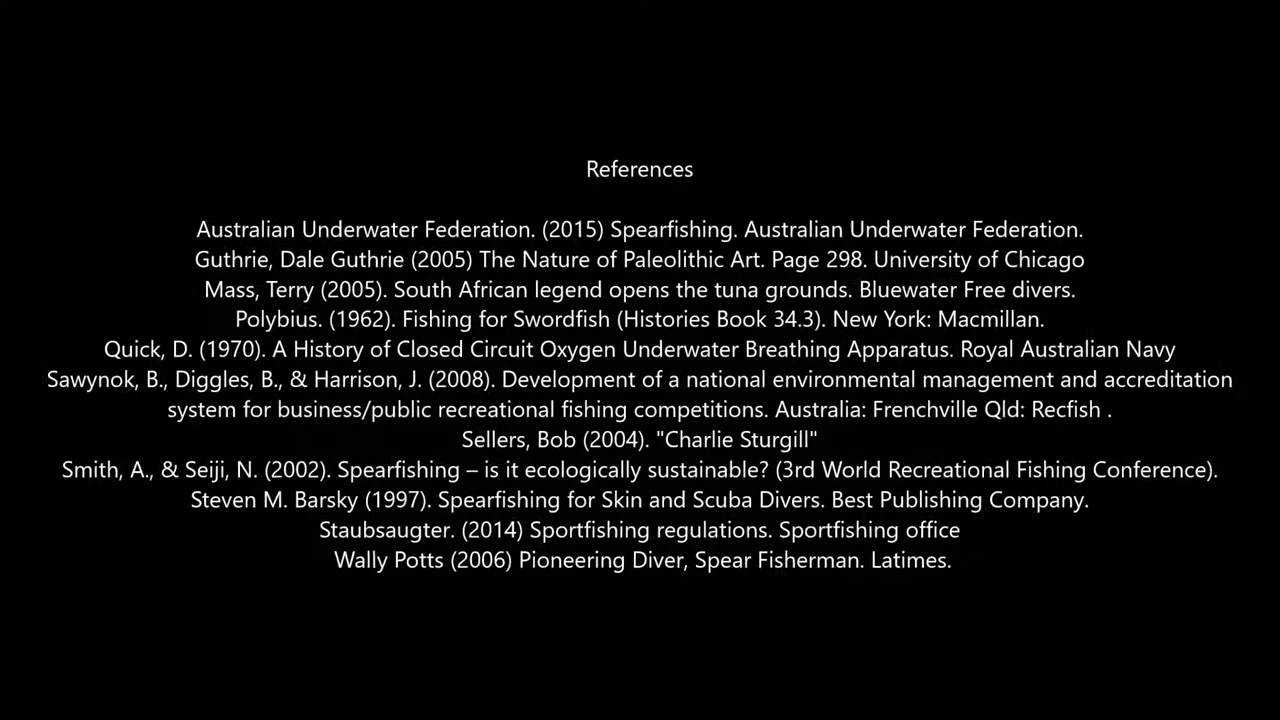 References
Australian Underwater Federation. (2015) Spearfishing. Australian Underwater Federation.
Guthrie, Dale Guthrie (2005) The Nature of Paleolithic Art. Page 298. University of Chicago
Mass, Terry (2005). South African legend opens the tuna grounds. Bluewater Free divers.
Polybius. (1962). Fishing for Swordfish (Histories Book 34.3). New York: Macmillan.
Quick, D. (1970). A History of Closed Circuit Oxygen Underwater Breathing Apparatus. Royal Australian Navy
Sawynok, B., Diggles, B., & Harrison, J. (2008). Development of a national environmental management and accreditation
system for business/public recreational fishing competitions. Australia: Frenchville Qld: Recfish .
Sellers, Bob (2004). "Charlie Sturgill"
Smith, A., & Seiji, N. (2002). Spearfishing – is it ecologically sustainable? (3rd World Recreational Fishing Conference).
Steven M. Barsky (1997). Spearfishing for Skin and Scuba Divers. Best Publishing Company.
Staubsaugter. (2014) Sportfishing regulations. Sportfishing office
Wally Potts (2006) Pioneering Diver, Spear Fisherman. Latimes.